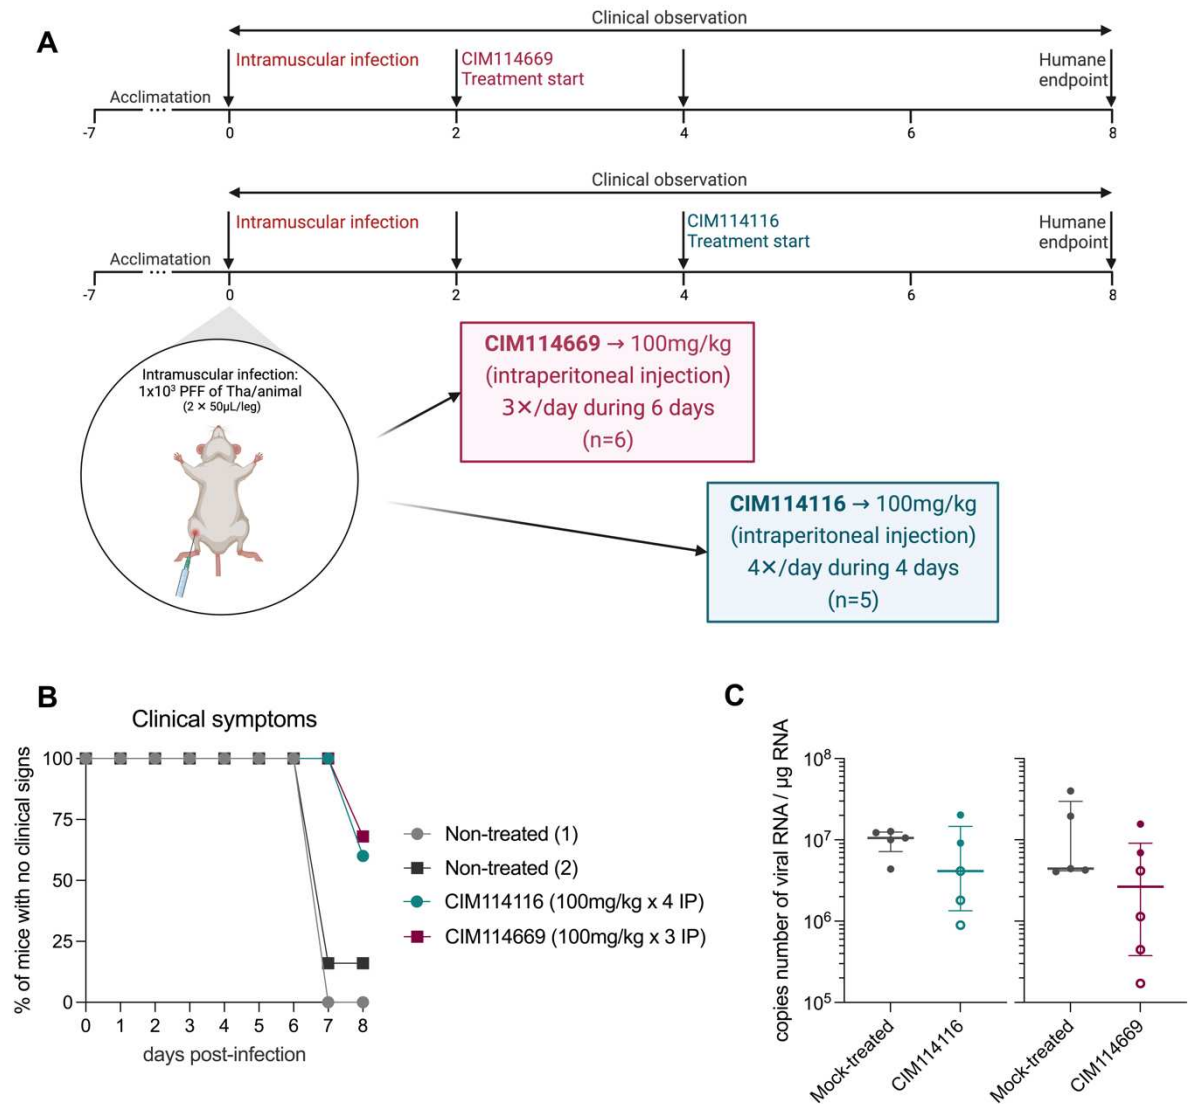 A
Clinical observation
Intramuscular infection
CIM114669
Treatment start
Humane
endpoint
Acclimatation
...
-7 0 2 4 6 8
Clinical observation
Intramuscular infection
CIM114116
Treatment start
Humane
endpoint
Acclimatation
...
-7 0 2 4 6 8
Intramuscular infection:
1x10³ PFF of Tha/animal
(2 × 50µL/leg)
CIM114669 → 100mg/kg
(intraperitoneal injection)
3×/day during 6 days
(n=6)
CIM114116 → 100mg/kg
(intraperitoneal injection)
4×/day during 4 days
(n=5)
B
Clinical symptoms
% of mice with no clinical signs
100
75
50
25
0
0 1 2 3 4 5 6 7 8
days post-infection
Non-treated (1)
Non-treated (2)
CIM114116 (100mg/kg x 4 IP)
CIM114669 (100mg/kg x 3 IP)
C
copies number of viral RNA / µg RNA
10⁸
10⁷
10⁶
10⁵
Mock-treated
CIM114116
Mock-treated
CIM114669